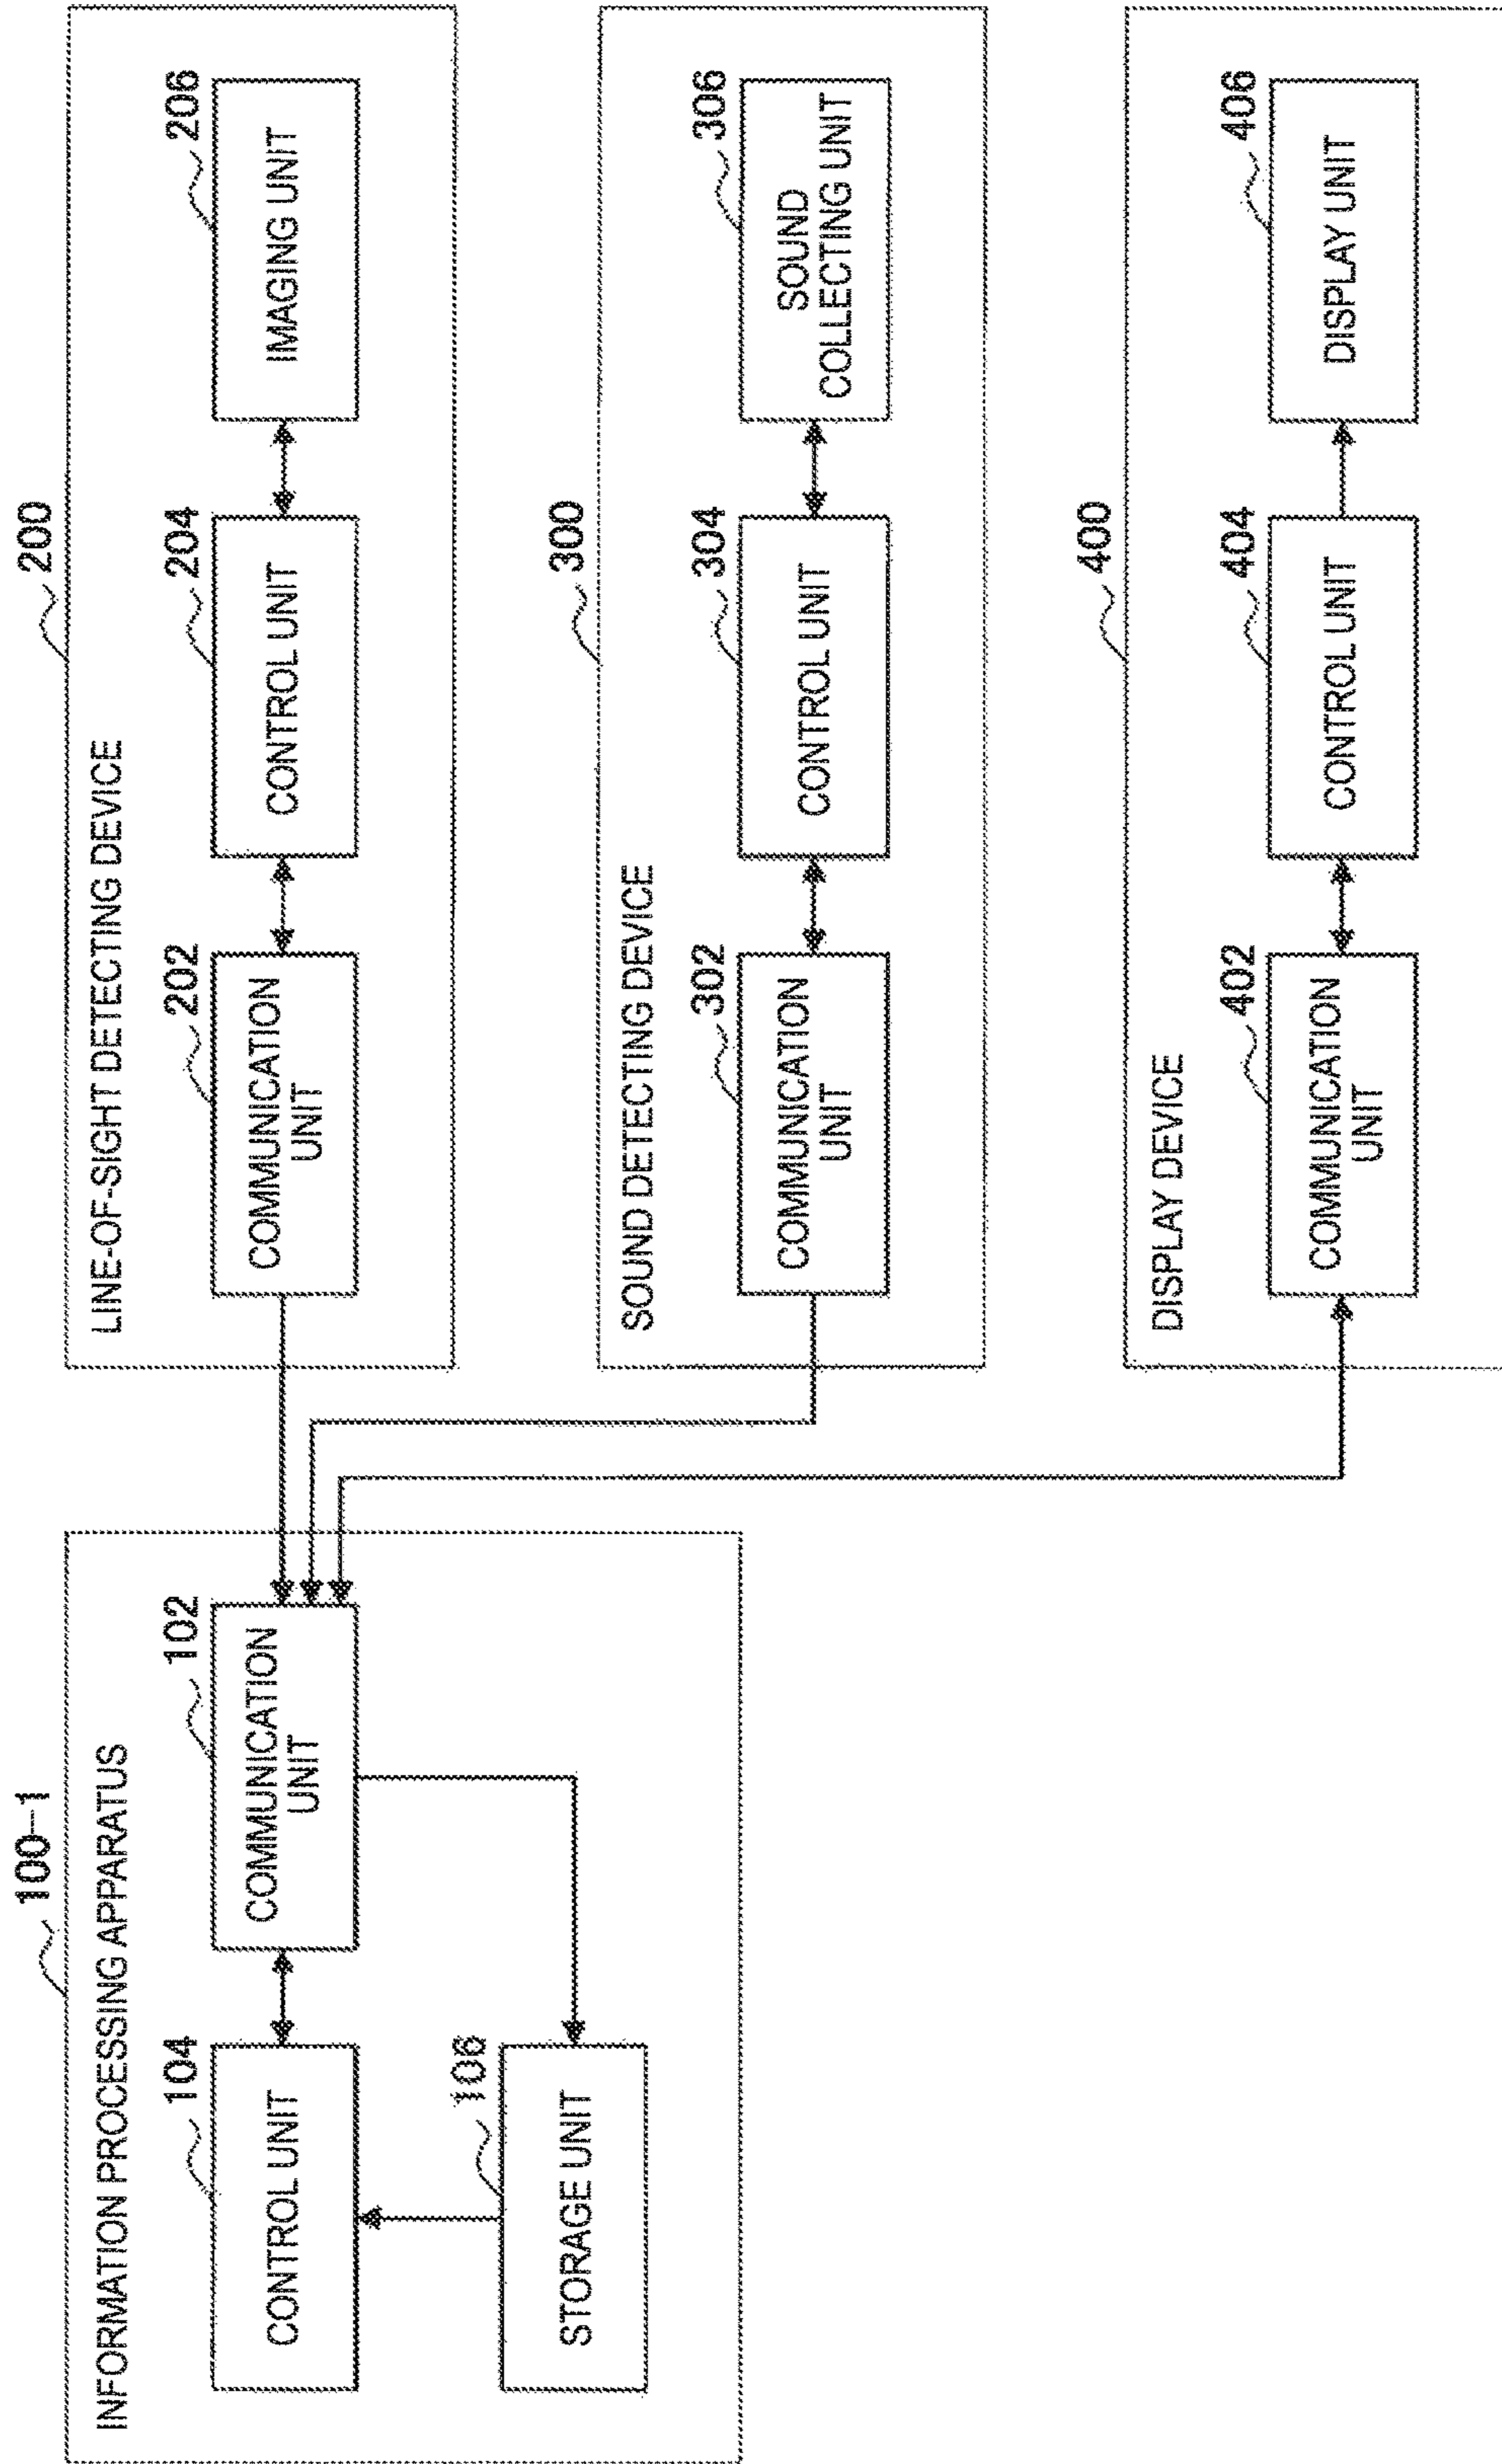 100-1
INFORMATION PROCESSING APPARATUS
104
CONTROL UNIT
102
COMMUNICATION
UNIT
106
STORAGE UNIT
200
LINE-OF-SIGHT DETECTING DEVICE
202
COMMUNICATION
UNIT
204
CONTROL UNIT
206
IMAGING UNIT
300
SOUND DETECTING DEVICE
302
COMMUNICATION
UNIT
304
CONTROL UNIT
306
SOUND
COLLECTING UNIT
400
DISPLAY DEVICE
402
COMMUNICATION
UNIT
404
CONTROL UNIT
406
DISPLAY UNIT